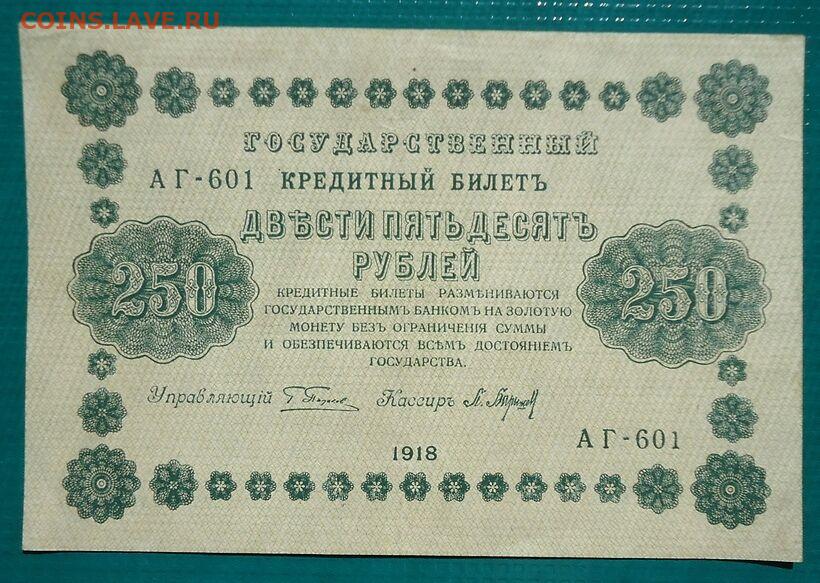 COINS.LAVE.RU
ГОСУДАРСТВЕННЫЙ
АГ-601 КРЕДИТНЫЙ БИЛЕТЪ
ДВѢСТИ ПЯТЬДЕСЯТЪ
РУБЛЕЙ
250
250
КРЕДИТНЫЕ БИЛЕТЫ РАЗМѢНИВАЮТСЯ
ГОСУДАРСТВЕННЫМЪ БАНКОМЪ НА ЗОЛОТУЮ
МОНЕТУ БЕЗЪ ОГРАНИЧЕНІЯ СУММЫ
И ОБЕЗПЕЧИВАЮТСЯ ВСѢМЪ ДОСТОЯНІЕМЪ
ГОСУДАРСТВА.
Управляющій Кассиръ
АГ-601
1918